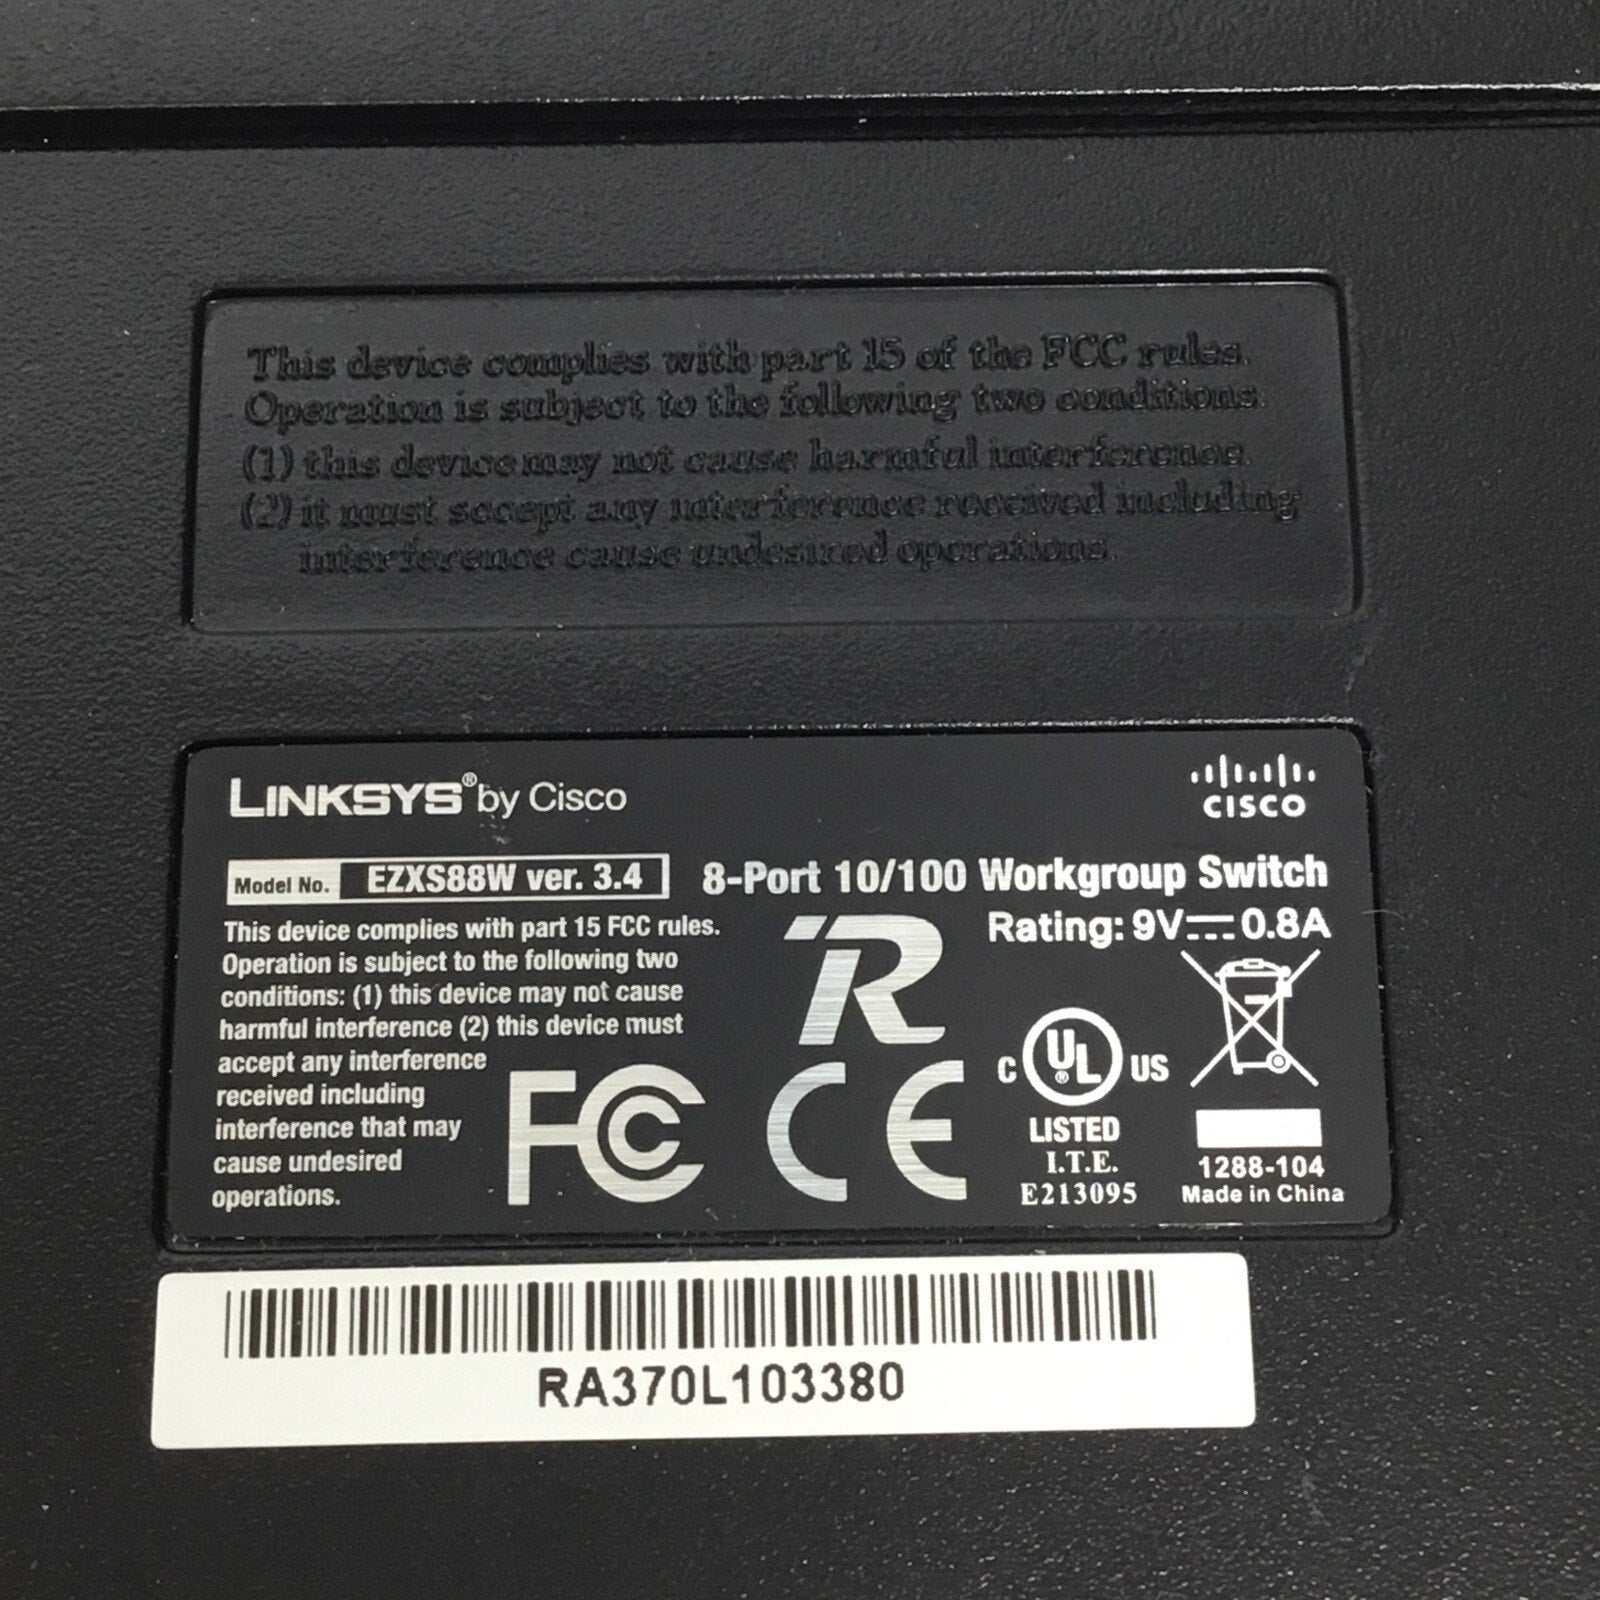 This device complies with part 15 of the FCC rules.
Operation is subject to the following two conditions:
(1) this device may not cause harmful interference.
(2) it must sccept any interference received including
interference cause undesired operations.
LINKSYS® by Cisco
CISCO
Model No. EZXS88W ver. 3.4
8-Port 10/100 Workgroup Switch
Rating: 9V⎓0.8A
This device complies with part 15 FCC rules.
Operation is subject to the following two
conditions: (1) this device may not cause
harmful interference (2) this device must
accept any interference
received including
interference that may
cause undesired
operations.
FC
CE
C UL® US
LISTED
I.T.E.
E213095
1288-104
Made in China
RA370L103380